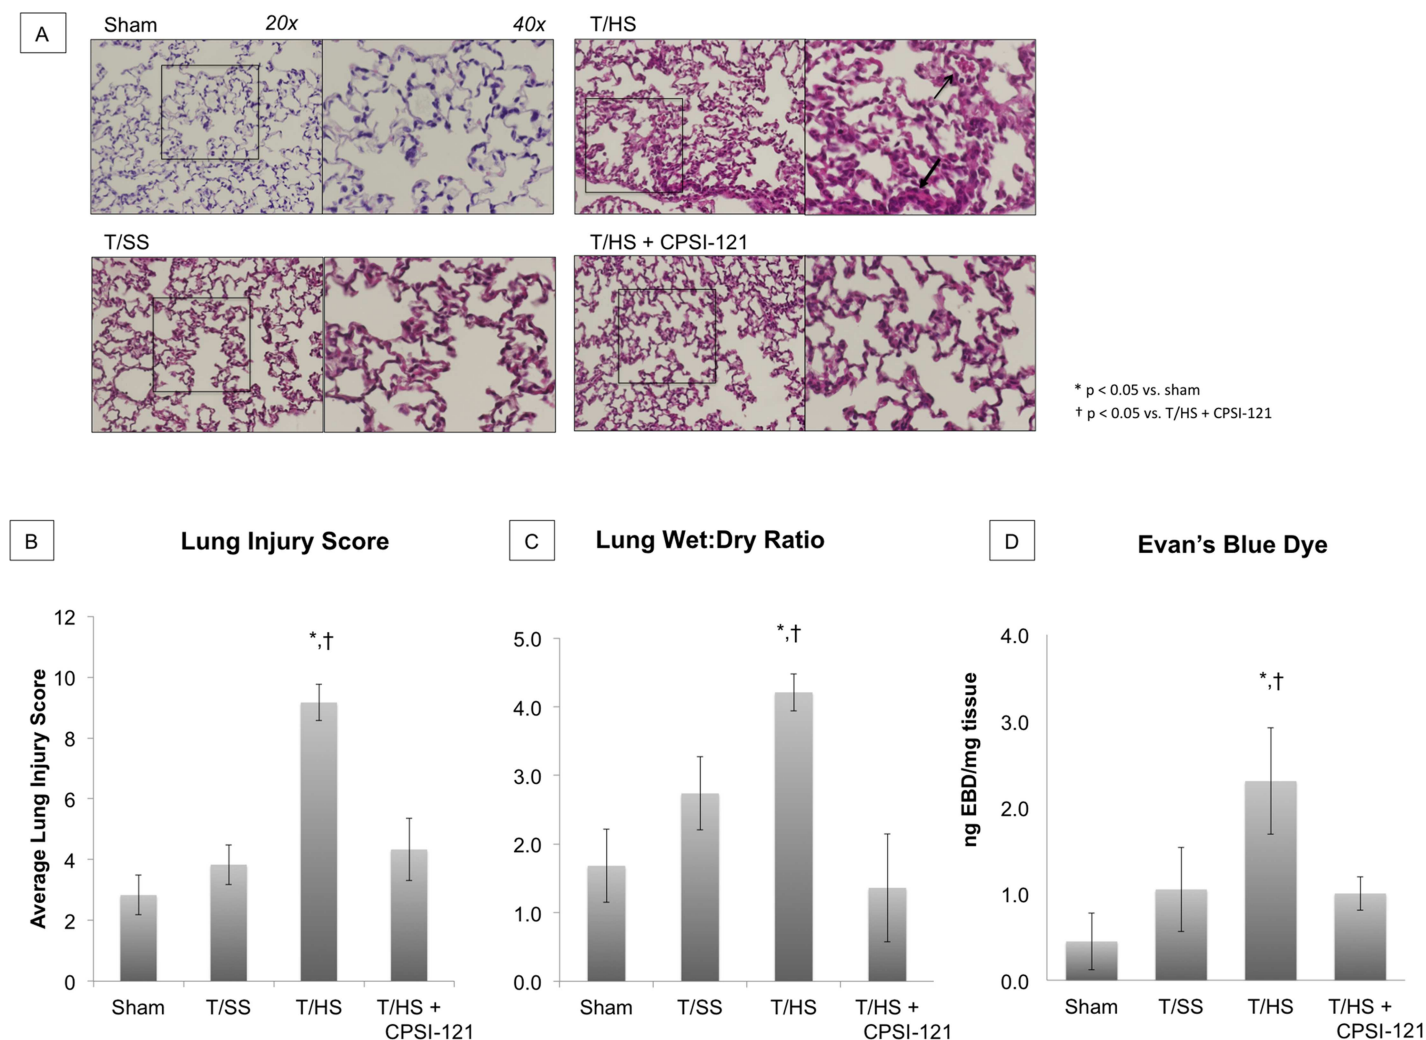 A
Sham 20x 40x
T/HS
T/SS
T/HS + CPSI-121
* p < 0.05 vs. sham
† p < 0.05 vs. T/HS + CPSI-121
B
Lung Injury Score
Average Lung Injury Score
12
10
8
6
4
2
0
*,†
Sham T/SS T/HS T/HS +
CPSI-121
C
Lung Wet:Dry Ratio
5.0
4.0
3.0
2.0
1.0
0.0
*,†
Sham T/SS T/HS T/HS +
CPSI-121
D
Evan's Blue Dye
ng EBD/mg tissue
4.0
3.0
2.0
1.0
0.0
*,†
Sham T/SS T/HS T/HS +
CPSI-121